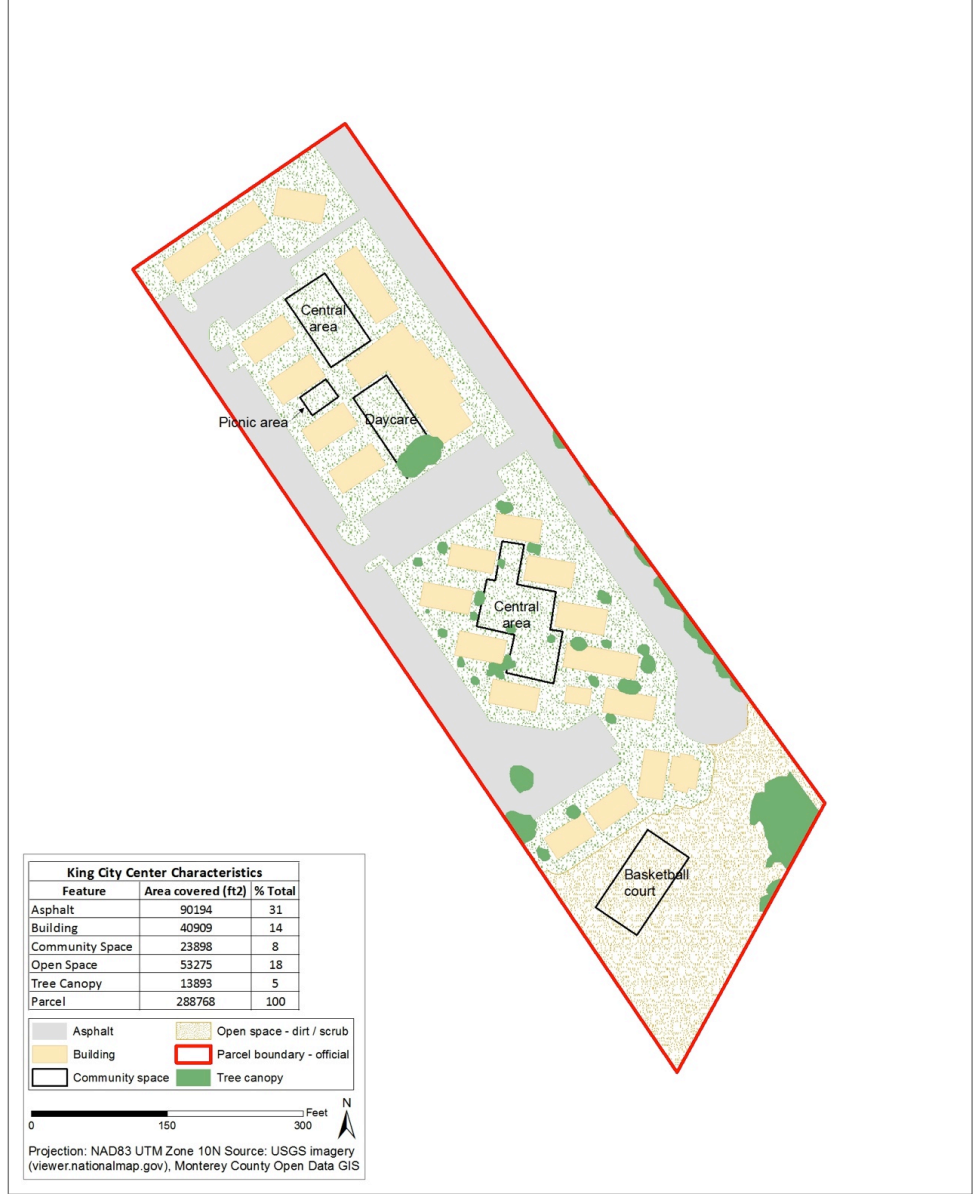 Central
area
Picnic area
Daycare
Central
area
Basketball
court
King City Center Characteristics
Feature Area covered (ft2) % Total
Asphalt 90194 31
Building 40909 14
Community Space 23898 8
Open Space 53275 18
Tree Canopy 13893 5
Parcel 288768 100
Asphalt Open space - dirt / scrub
Building Parcel boundary - official
Community space Tree canopy
N
Feet
0 150 300
Projection: NAD83 UTM Zone 10N Source: USGS imagery
(viewer.nationalmap.gov), Monterey County Open Data GIS